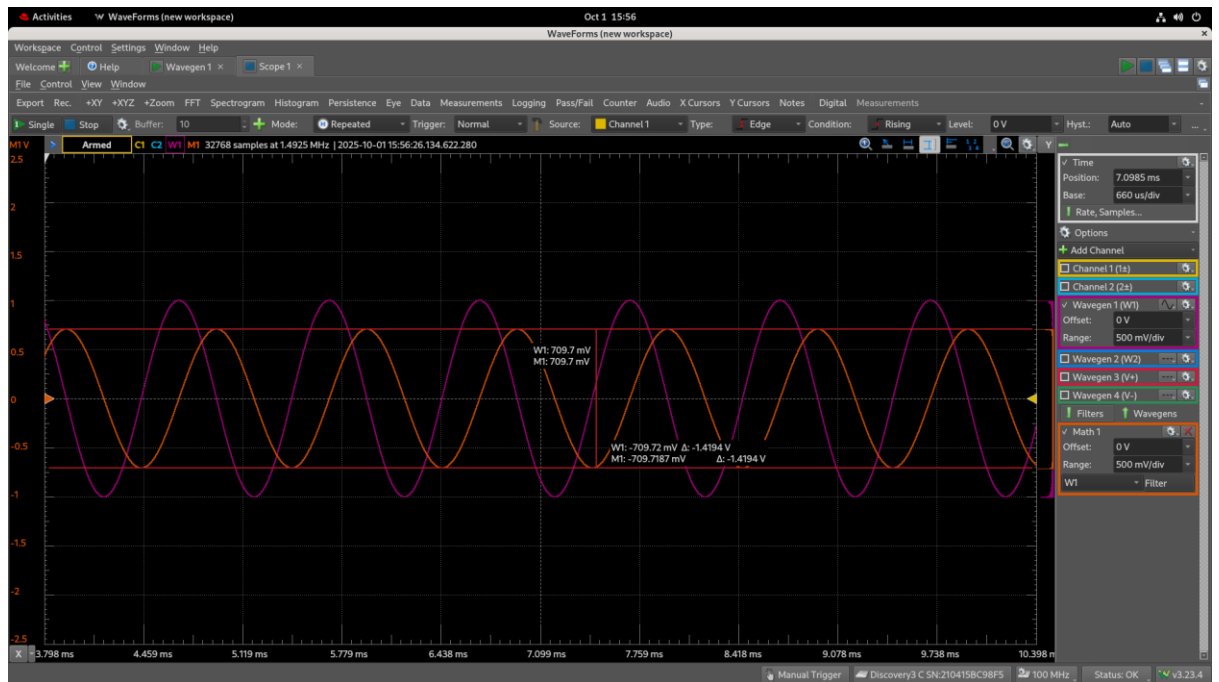 Activities W WaveForms (new workspace) Oct 1 15:56
WaveForms (new workspace) ×
Workspace Control Settings Window Help
Welcome Help Wavegen 1 × Scope 1 ×
File Control View Window
Export Rec. +XY +XYZ +Zoom FFT Spectrogram Histogram Persistence Eye Data Measurements Logging Pass/Fail Counter Audio X Cursors Y Cursors Notes Digital Measurements
Single Stop Buffer: 10 Mode: Repeated Trigger: Normal Source: Channel 1 Type: Edge Condition: Rising Level: 0 V Hyst.: Auto ...
M1 V Armed C1 C2 W1 M1 32768 samples at 1.4925 MHz | 2025-10-01 15:56:26.134.622.280 Y
2.5
2
1.5
1
0.5
0
-0.5
-1
-1.5
-2
-2.5
W1: 709.7 mV
M1: 709.7 mV
W1: -709.72 mV Δ: -1.4194 V
M1: -709.7187 mV Δ: -1.4194 V
X 3.798 ms 4.459 ms 5.119 ms 5.779 ms 6.438 ms 7.099 ms 7.759 ms 8.418 ms 9.078 ms 9.738 ms 10.398 m
Time
Position: 7.0985 ms
Base: 660 us/div
Rate, Samples...
Options
Add Channel
Channel 1 (1±)
Channel 2 (2±)
Wavegen 1 (W1)
Offset: 0 V
Range: 500 mV/div
Wavegen 2 (W2)
Wavegen 3 (V+)
Wavegen 4 (V-)
Filters Wavegens
Math 1
Offset: 0 V
Range: 500 mV/div
W1 Filter
Manual Trigger Discovery3 C SN:210415BC98F5 100 MHz Status: OK v3.23.4